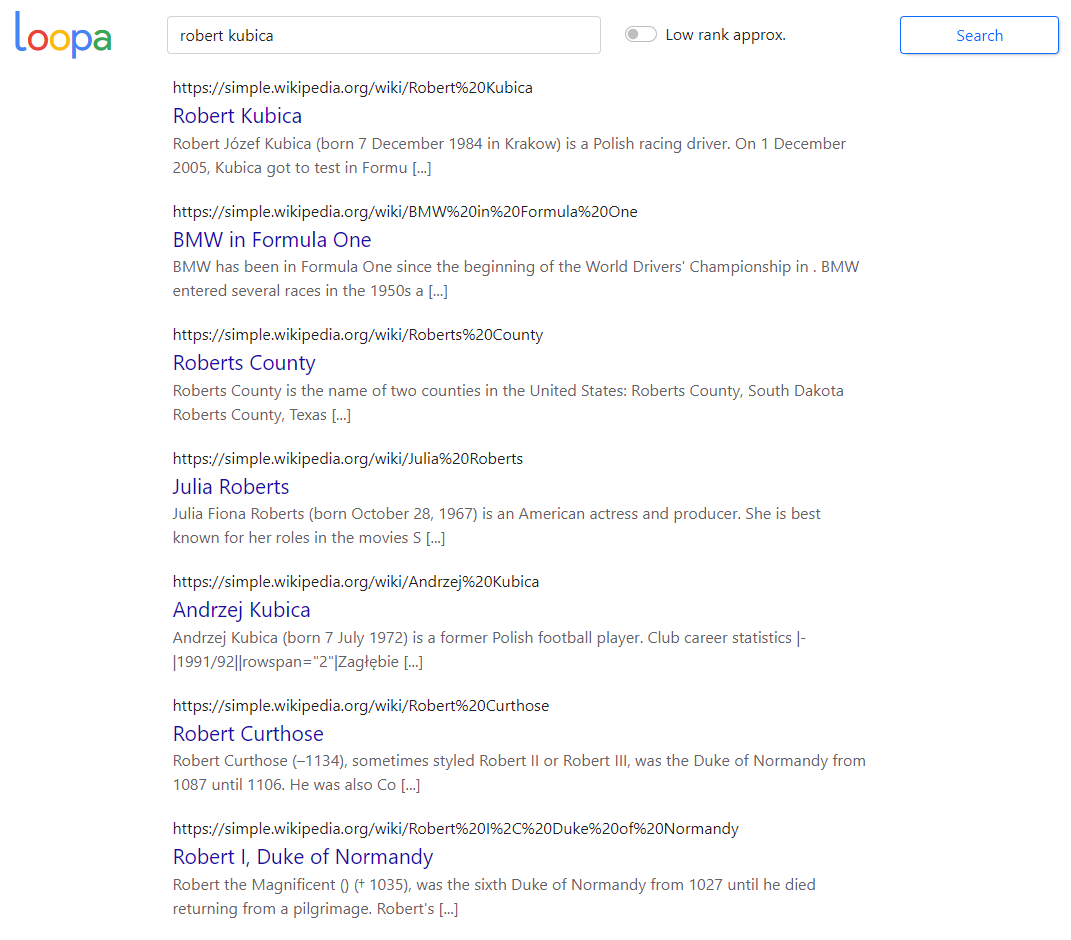 loopa
robert kubica
Low rank approx.
Search
https://simple.wikipedia.org/wiki/Robert%20Kubica
Robert Kubica
Robert Józef Kubica (born 7 December 1984 in Krakow) is a Polish racing driver. On 1 December
2005, Kubica got to test in Formu [...]
https://simple.wikipedia.org/wiki/BMW%20in%20Formula%20One
BMW in Formula One
BMW has been in Formula One since the beginning of the World Drivers' Championship in . BMW
entered several races in the 1950s a [...]
https://simple.wikipedia.org/wiki/Roberts%20County
Roberts County
Roberts County is the name of two counties in the United States: Roberts County, South Dakota
Roberts County, Texas [...]
https://simple.wikipedia.org/wiki/Julia%20Roberts
Julia Roberts
Julia Fiona Roberts (born October 28, 1967) is an American actress and producer. She is best
known for her roles in the movies S [...]
https://simple.wikipedia.org/wiki/Andrzej%20Kubica
Andrzej Kubica
Andrzej Kubica (born 7 July 1972) is a former Polish football player. Club career statistics |-
|1991/92||rowspan="2"|Zagłębie [...]
https://simple.wikipedia.org/wiki/Robert%20Curthose
Robert Curthose
Robert Curthose (–1134), sometimes styled Robert II or Robert III, was the Duke of Normandy from
1087 until 1106. He was also Co [...]
https://simple.wikipedia.org/wiki/Robert%20I%2C%20Duke%20of%20Normandy
Robert I, Duke of Normandy
Robert the Magnificent () († 1035), was the sixth Duke of Normandy from 1027 until he died
returning from a pilgrimage. Robert's [...]